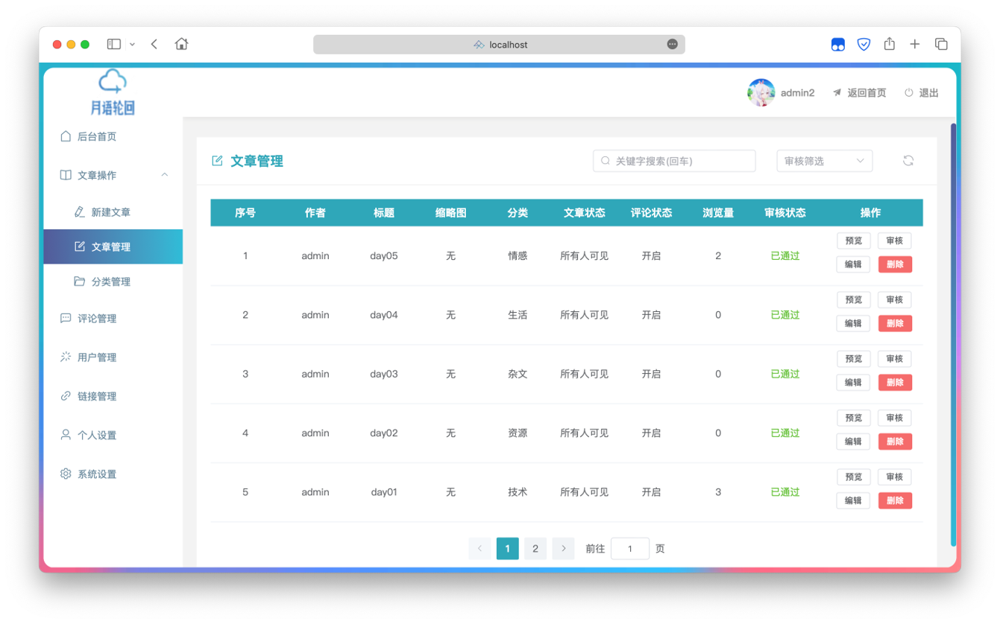 localhost
月语轮回
admin2 返回首页 退出
后台首页
文章操作
新建文章
文章管理
分类管理
评论管理
用户管理
链接管理
个人设置
系统设置
文章管理 关键字搜索(回车) 审核筛选
序号 作者 标题 缩略图 分类 文章状态 评论状态 浏览量 审核状态 操作
1 admin day05 无 情感 所有人可见 开启 2 已通过 预览 审核
编辑 删除
2 admin day04 无 生活 所有人可见 开启 0 已通过 预览 审核
编辑 删除
3 admin day03 无 杂文 所有人可见 开启 0 已通过 预览 审核
编辑 删除
4 admin day02 无 资源 所有人可见 开启 0 已通过 预览 审核
编辑 删除
5 admin day01 无 技术 所有人可见 开启 3 已通过 预览 审核
编辑 删除
1 2 前往 1 页